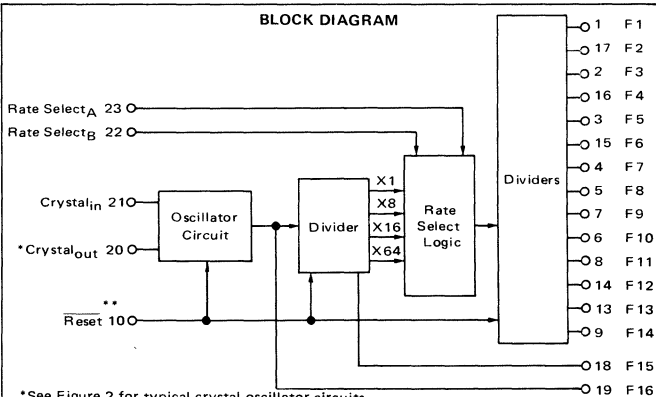 BLOCK DIAGRAM
1 F1
17 F2
2 F3
16 F4
3 F5
15 F6
4 F7
5 F8
7 F9
6 F10
8 F11
14 F12
13 F13
9 F14
18 F15
19 F16
Rate SelectA 23
Rate SelectB 22
Crystalin 21
*Crystalout 20
Reset** 10
Oscillator
Circuit
Divider
X1
X8
X16
X64
Rate
Select
Logic
Dividers
*See Figure 2 for typical crystal oscillator circuits